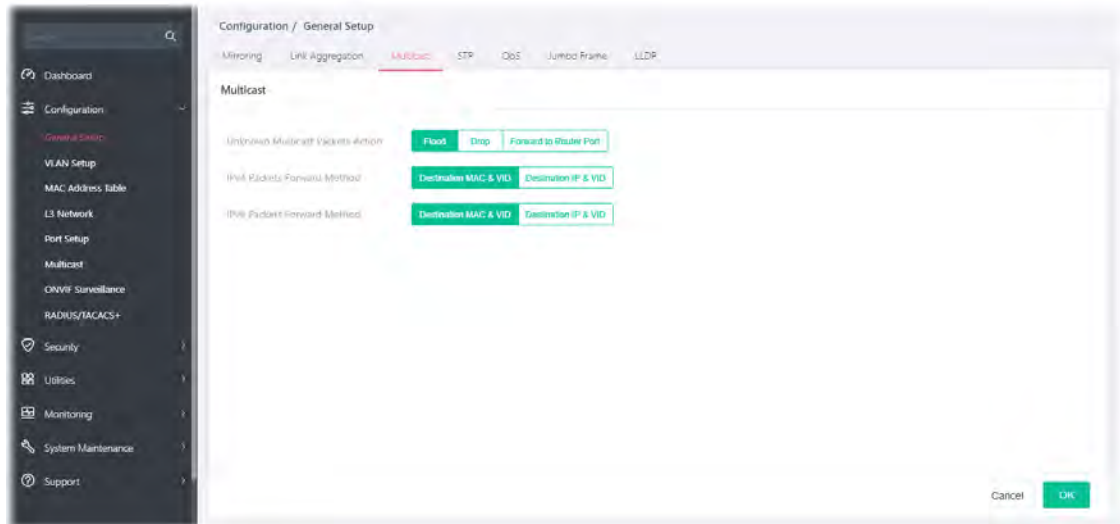 Configuration / General Setup
Mirroring Link Aggregation Multicast STP QoS Jumbo Frame LLDP
Dashboard
Multicast
Configuration
General Setup
Unknown Multicast Packets Action Flood Drop Forward to Router Port
VLAN Setup
IPv4 Packets Forward Method Destination MAC & VID Destination IP & VID
MAC Address Table
L3 Network
IPv6 Packets Forward Method Destination MAC & VID Destination IP & VID
Port Setup
Multicast
ONVIF Surveillance
RADIUS/TACACS+
Security
Utilities
Monitoring
System Maintenance
Support
Cancel OK